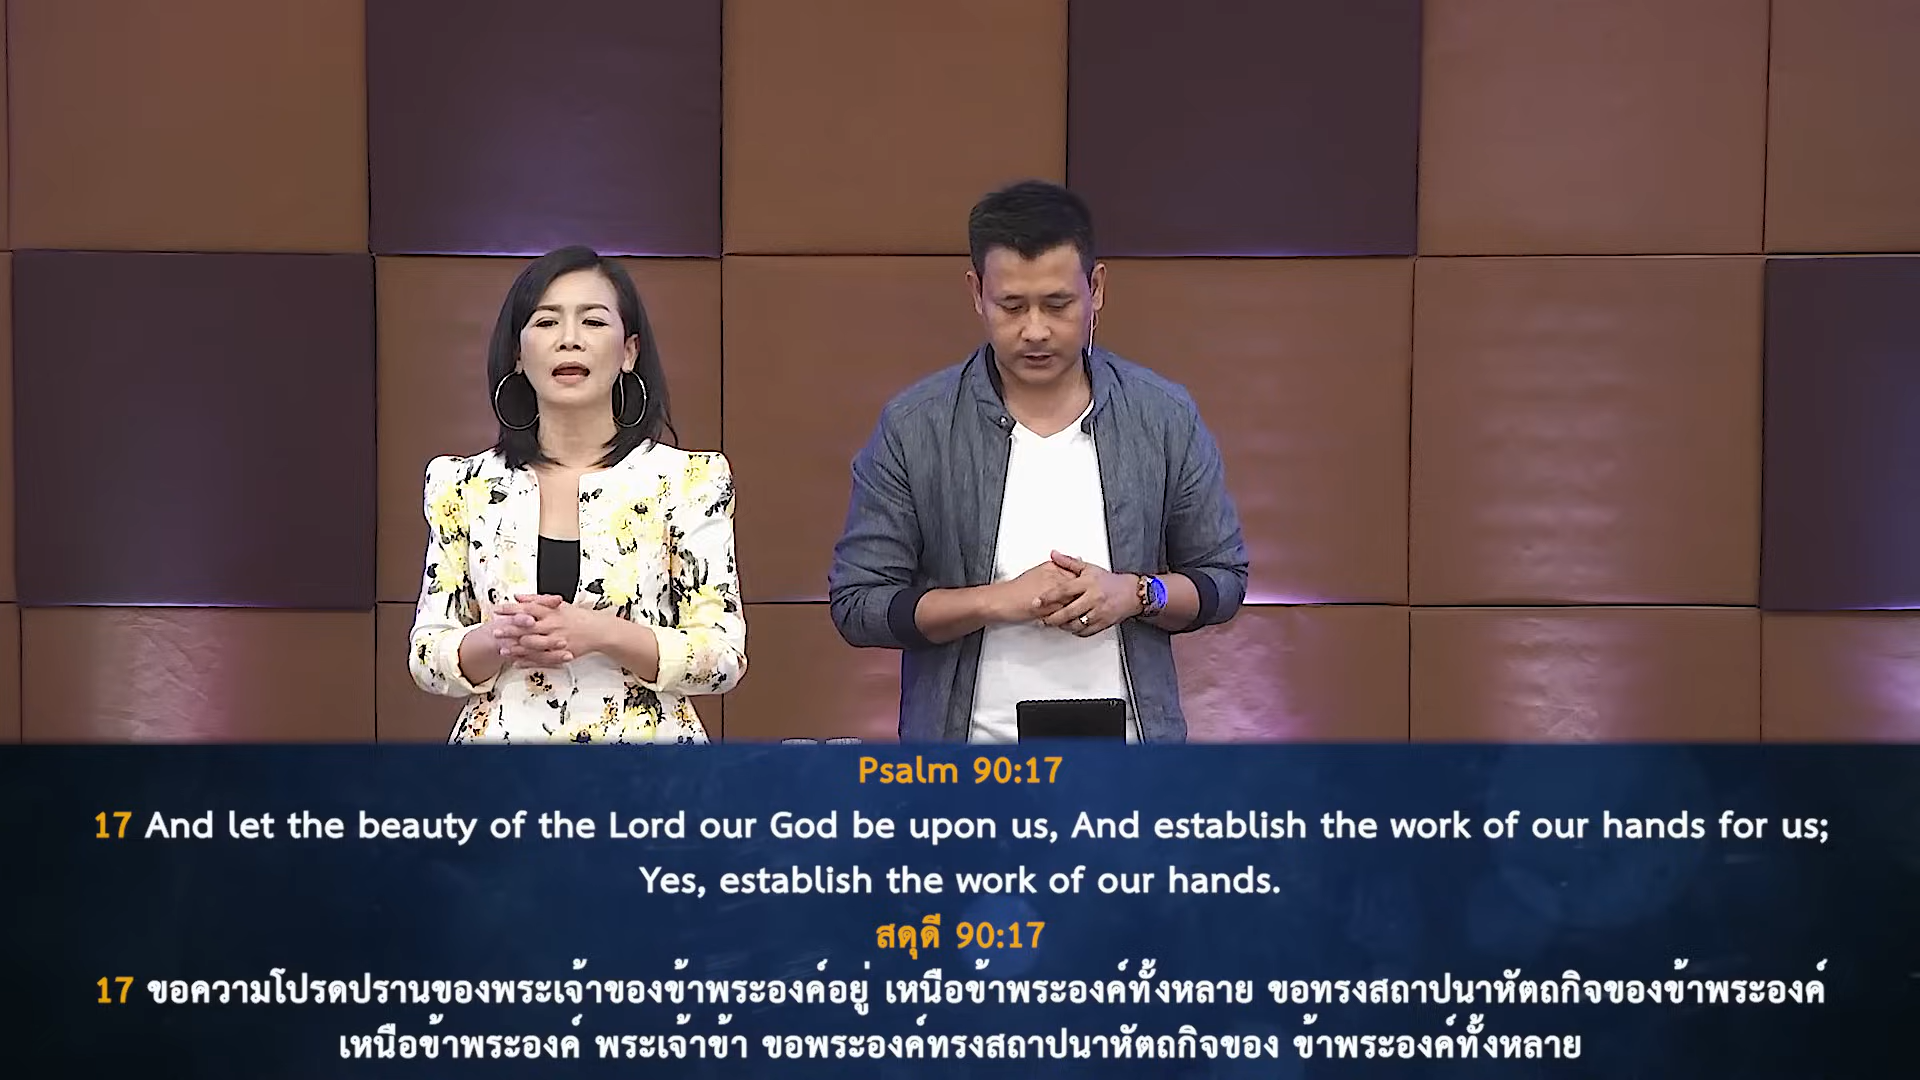 Psalm 90:17
17 And let the beauty of the Lord our God be upon us, And establish the work of our hands for us;
Yes, establish the work of our hands.
สดุดี 90:17
17 ขอความโปรดปรานของพระเจ้าของข้าพระองค์อยู่ เหนือข้าพระองค์ทั้งหลาย ขอทรงสถาปนาหัตถกิจของข้าพระองค์
เหนือข้าพระองค์ พระเจ้าข้า ขอพระองค์ทรงสถาปนาหัตถกิจของ ข้าพระองค์ทั้งหลาย